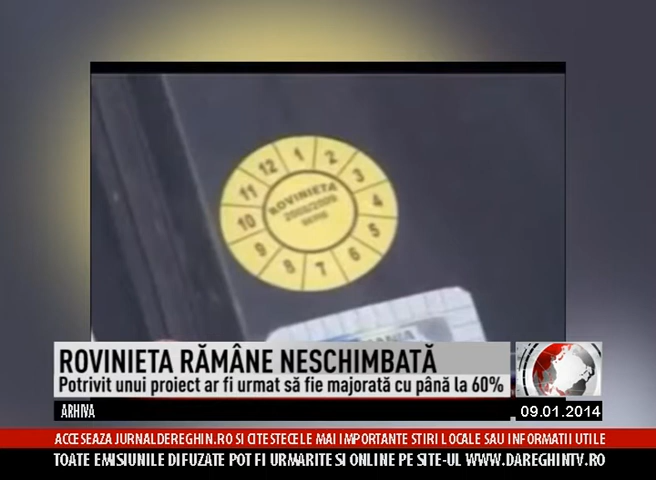 12 1 2 3 4 5 6 7 8 9 10 11
ROVINIETA
2008/2009
ROVINIETA RĂMÂNE NESCHIMBATĂ
Potrivit unui proiect ar fi urmat să fie majorată cu până la 60%
ARHIVA
09.01.2014
ACCESEAZA JURNALDEREGHIN.RO SI CITESTE CELE MAI IMPORTANTE STIRI LOCALE SAU INFORMATII UTILE
TOATE EMISIUNILE DIFUZATE POT FI URMARITE SI ONLINE PE SITE-UL WWW.DAREGHINTV.RO